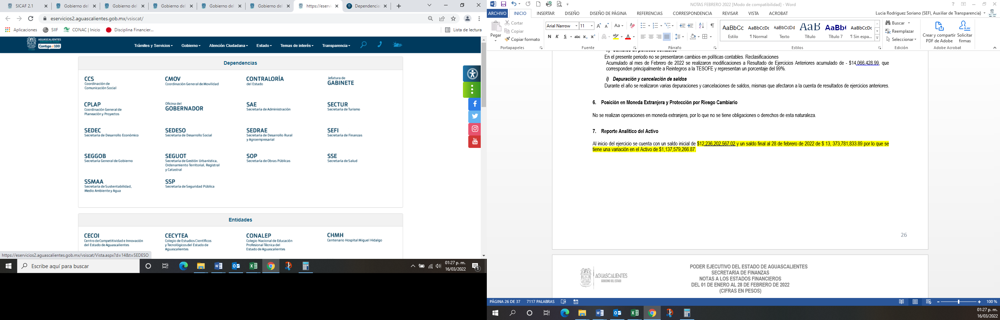 SICAF 2.1
Gobierno del
Gobierno del
Gobierno del
Gobierno del
Gobierno del
https://eservi
Dependencia
eservicios2.aguascalientes.gob.mx/vsiscat/
Aplicaciones
SIIF
CONAC | Inicio
Disciplina Financier...
Lista de lectura
AGUASCALIENTES
GOBIERNO DEL ESTADO
Contigo al 100
Trámites y Servicios
Gobierno
Atención Ciudadana
Estado
Temas de interés
Transparencia
Dependencias
CCS
Coordinación de
Comunicación Social
CMOV
Coordinación General de Movilidad
CONTRALORÍA
del Estado
Jefatura de
GABINETE
CPLAP
Coordinación General de
Planeación y Proyectos
Oficina del
GOBERNADOR
SAE
Secretaría de Administración
SECTUR
Secretaría de Turismo
SEDEC
Secretaría de Desarrollo Económico
SEDESO
Secretaría de Desarrollo Social
SEDRAE
Secretaría de Desarrollo Rural
y Agroempresarial
SEFI
Secretaría de Finanzas
SEGGOB
Secretaría General de Gobierno
SEGUOT
Secretaría de Gestión Urbanística,
Ordenamiento Territorial, Registral
y Catastral
SOP
Secretaría de Obras Públicas
SSE
Secretaría de Salud
SSMAA
Secretaría de Sustentabilidad,
Medio Ambiente y Agua
SSP
Secretaría de Seguridad Pública
Entidades
CECOI
Centro de Competitividad e Innovación
del Estado de Aguascalientes
CECYTEA
Colegio de Estudios Científicos
y Tecnológicos del Estado de
Aguascalientes
CONALEP
Colegio Nacional de Educación
Profesional Técnica del
Estado de Aguascalientes
CHMH
Centenario Hospital Miguel Hidalgo
https://eservicios2.aguascalientes.gob.mx/vsiscat/Vista.aspx?d=14&t=SEDESO
Escribe aquí para buscar
01:27 p. m.
16/03/2022
1
NOTAS FEBRERO 2022 [Modo de compatibilidad] - Word
ARCHIVO INICIO INSERTAR DISEÑO DISEÑO DE PÁGINA REFERENCIAS CORRESPONDENCIA REVISAR VISTA ACROBAT
Lucia Rodriguez Soriano (SEFI, Auxiliar de Transparencia)
Pegar
Cortar
Copiar
Copiar formato
Portapapeles
Arial Narrow 11
N K S abc x₂ x²
Fuente
Párrafo
AaBbCc AaBbCcDc AaBbCcDd AaB AaBb( AaBbCcDc
Estilo ¶ Normal Texto Título Título 7 ¶ Sin espa...
Estilos
Buscar
Reemplazar
Seleccionar
Edición
Crear y compartir
PDF de Adobe
Solicitar
firmas
Adobe Acrobat
En el presente periodo no se presentaron cambios en políticas contables. Reclasificaciones
Acumulado al mes de Febrero de 2022 se realizaron modificaciones a Resultado de Ejercicios Anteriores acumulado de - $14,066,428.99, que
corresponden principalmente a Reintegros a la TESOFE y representan un porcentaje del 99%.
i) Depuración y cancelación de saldos
Durante el año se realizaron varias depuraciones y cancelaciones de saldos, mismas que afectaron a la cuenta de resultados de ejercicios anteriores.
6. Posición en Moneda Extranjera y Protección por Riesgo Cambiario
No se realizan operaciones en moneda extranjera, por lo que no se tiene obligaciones o derechos de esta naturaleza.
7. Reporte Analítico del Activo
Al inicio del ejercicio se cuenta con un saldo inicial de $12,236,202,567.02 y un saldo final al 28 de febrero de 2022 de $ 13, 373,781,833.89 por lo que se
tiene una variación en el Activo de $1,137,579,266.87.
26
AGUASCALIENTES
GOBIERNO DEL ESTADO
PODER EJECUTIVO DEL ESTADO DE AGUASCALIENTES
SECRETARÍA DE FINANZAS
NOTAS A LOS ESTADOS FINANCIEROS
DEL 01 DE ENERO AL 28 DE FEBRERO DE 2022
(CIFRAS EN PESOS)
PÁGINA 26 DE 37 7117 PALABRAS
100 %
01:27 p. m.
16/03/2022